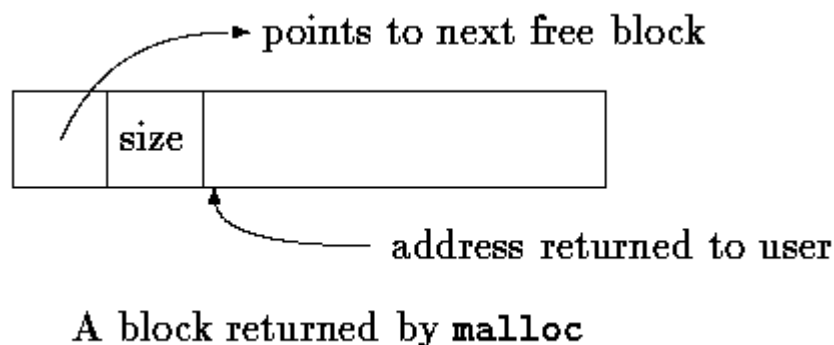 points to next free block
size
address returned to user
A block returned by malloc